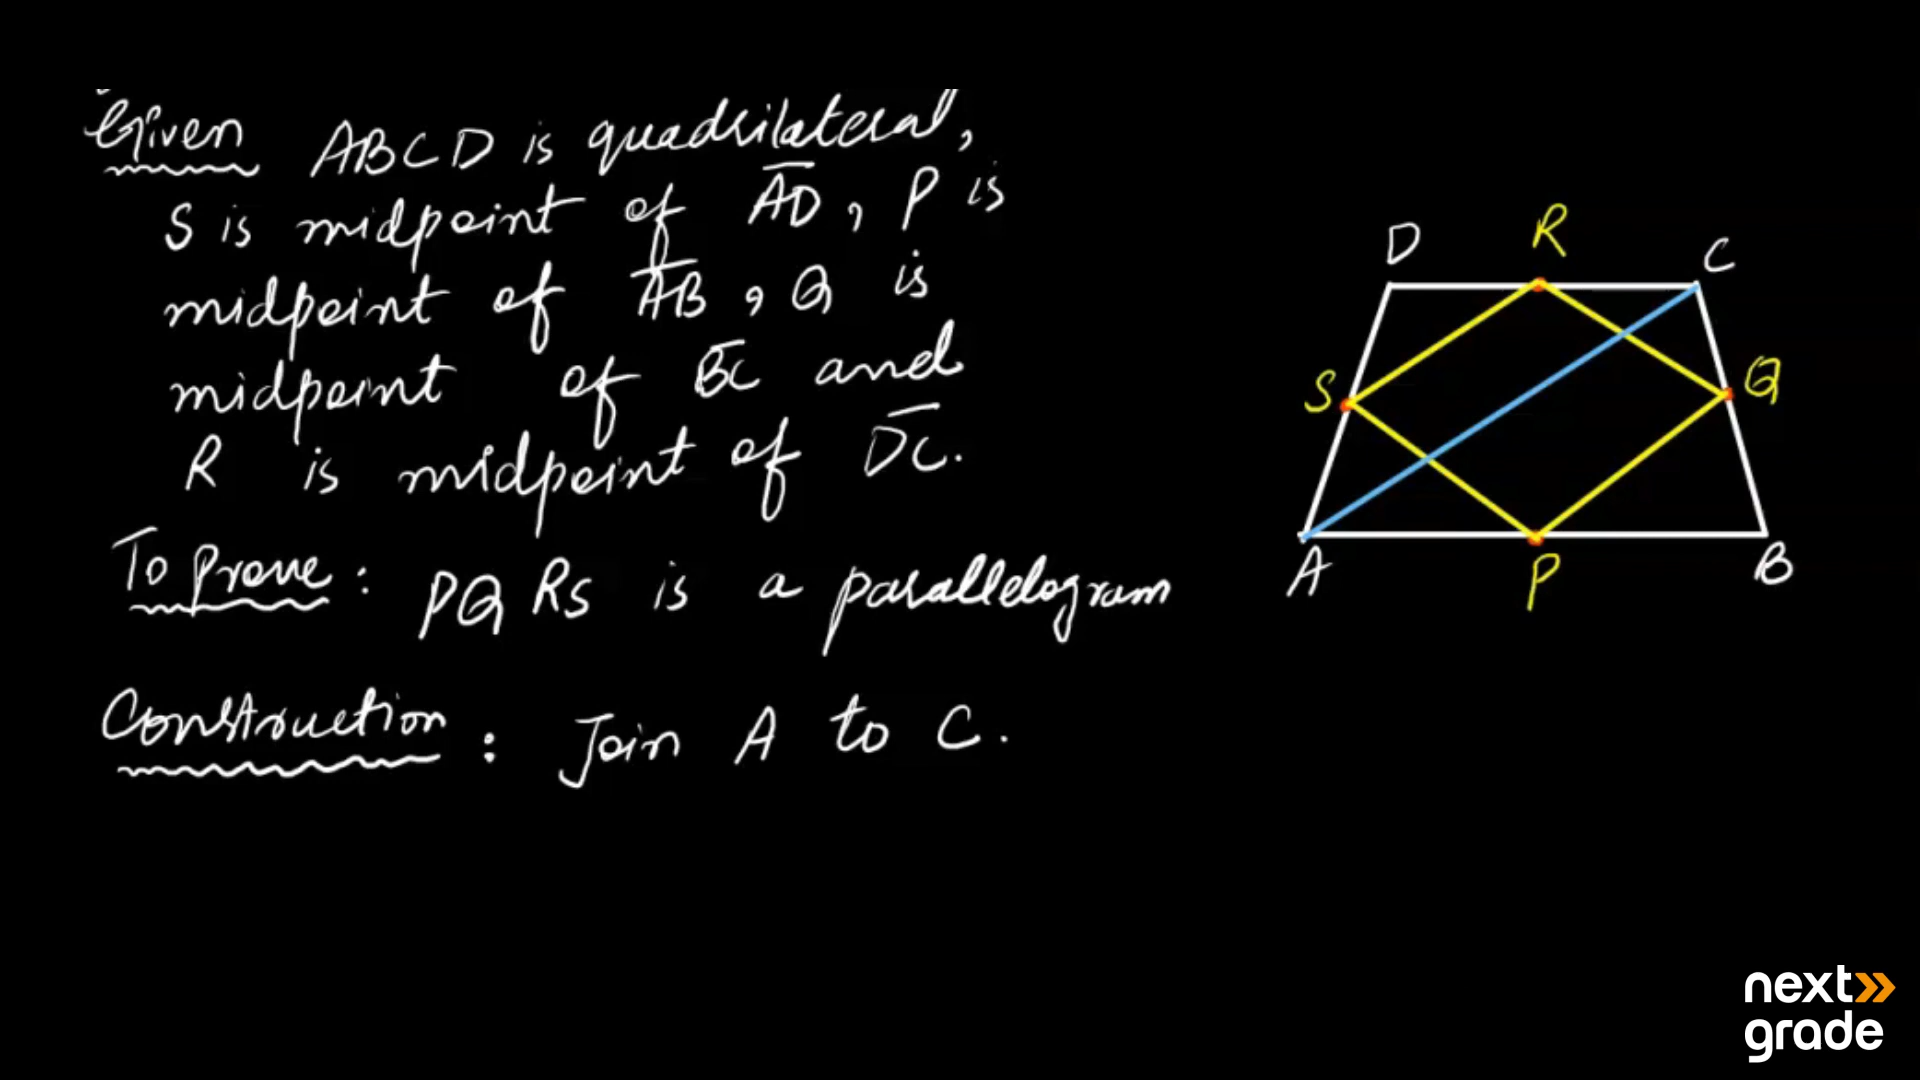 Given ABCD is quadrilateral,
S is midpoint of AD, P is
midpoint of AB, Q is
midpoint of BC and
R is midpoint of DC.
To Prove: PQRS is a parallelogram
Construction: Join A to C.
D R C
S Q
A P B
next
grade